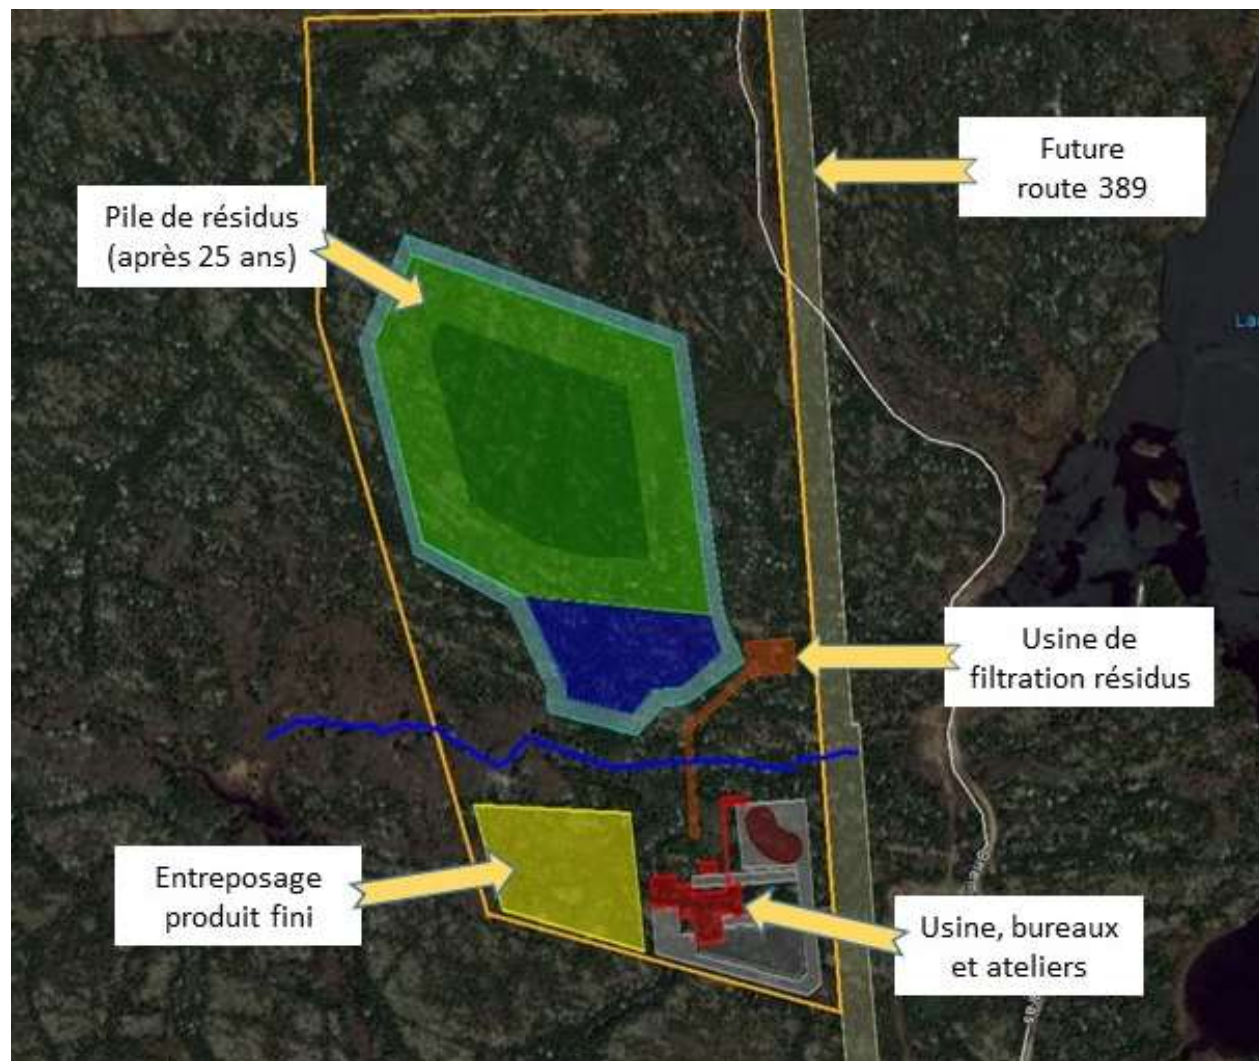 Future
route 389
Pile de résidus
(après 25 ans)
La
Usine de
filtration résidus
Entreposage
produit fini
Usine, bureaux
et ateliers